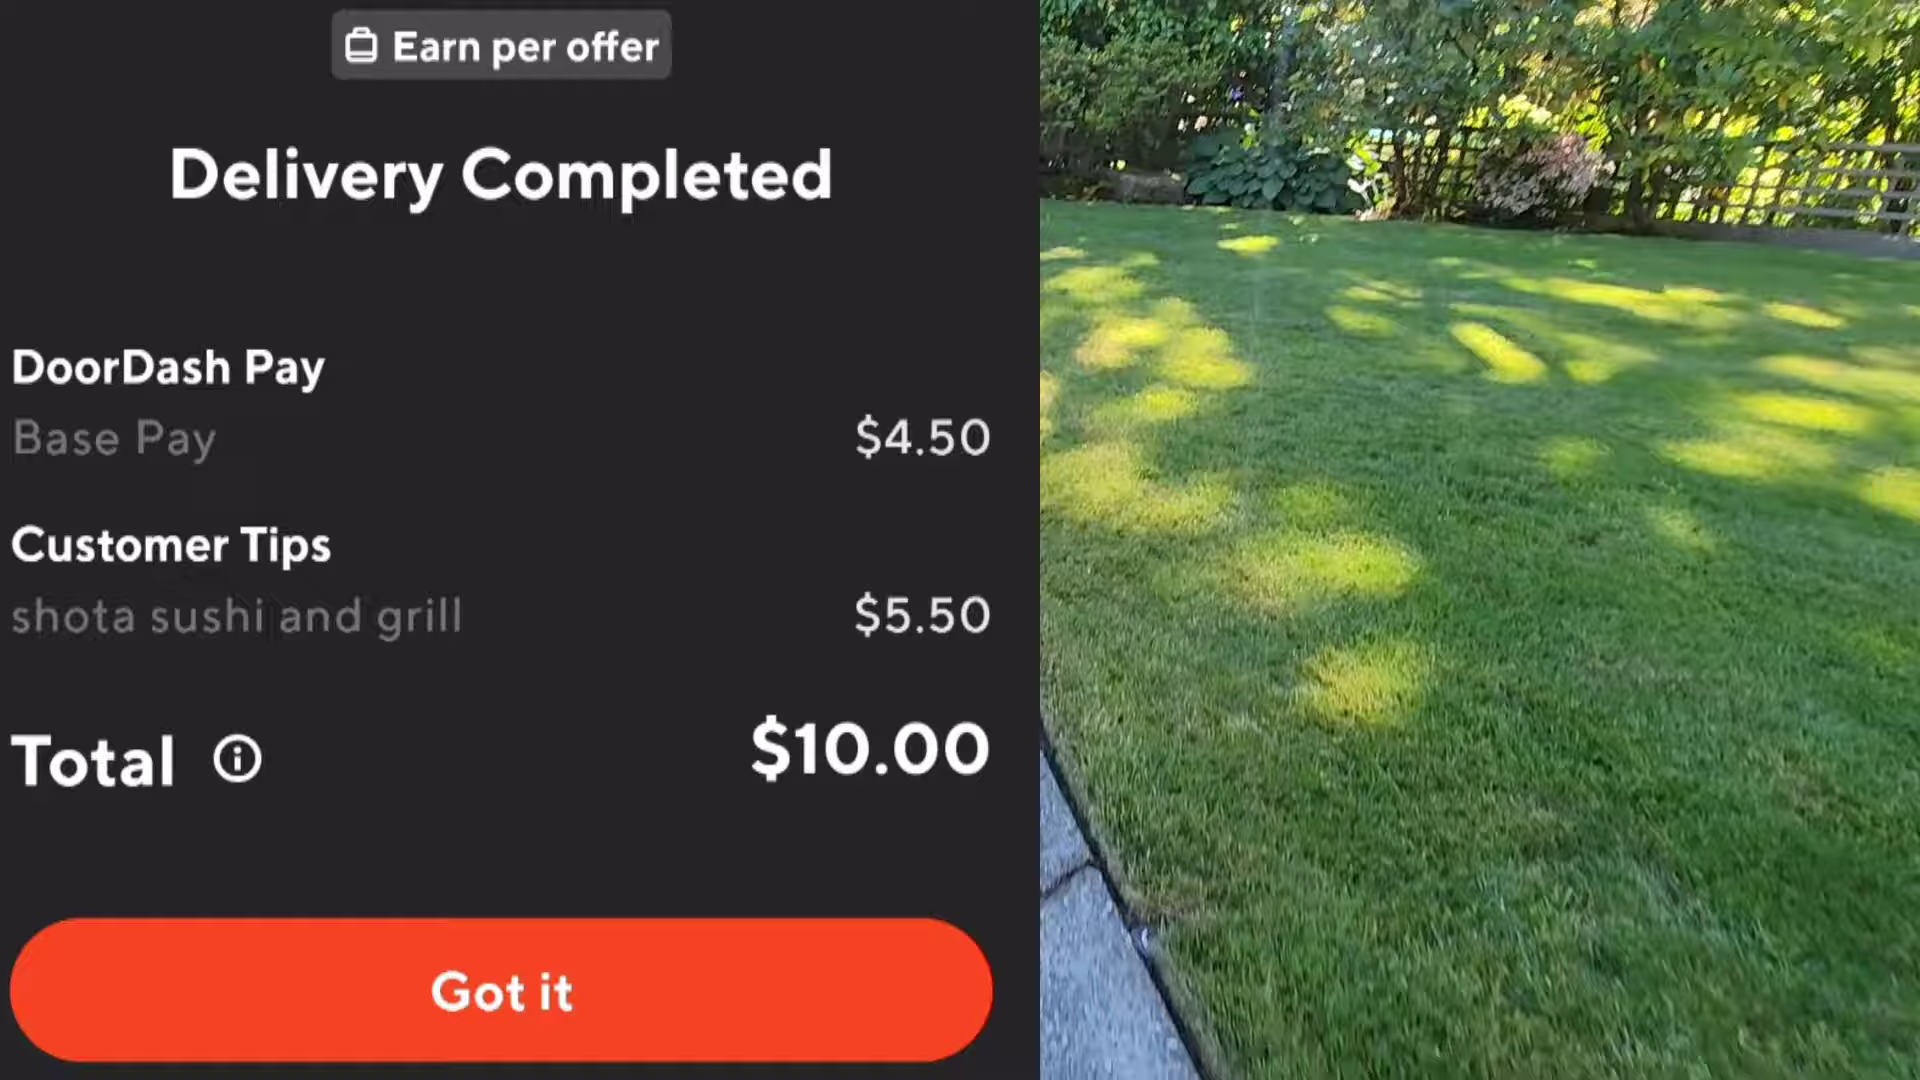 Earn per offer
Delivery Completed
DoorDash Pay
Base Pay $4.50
Customer Tips
shota sushi and grill $5.50
Total $10.00
Got it